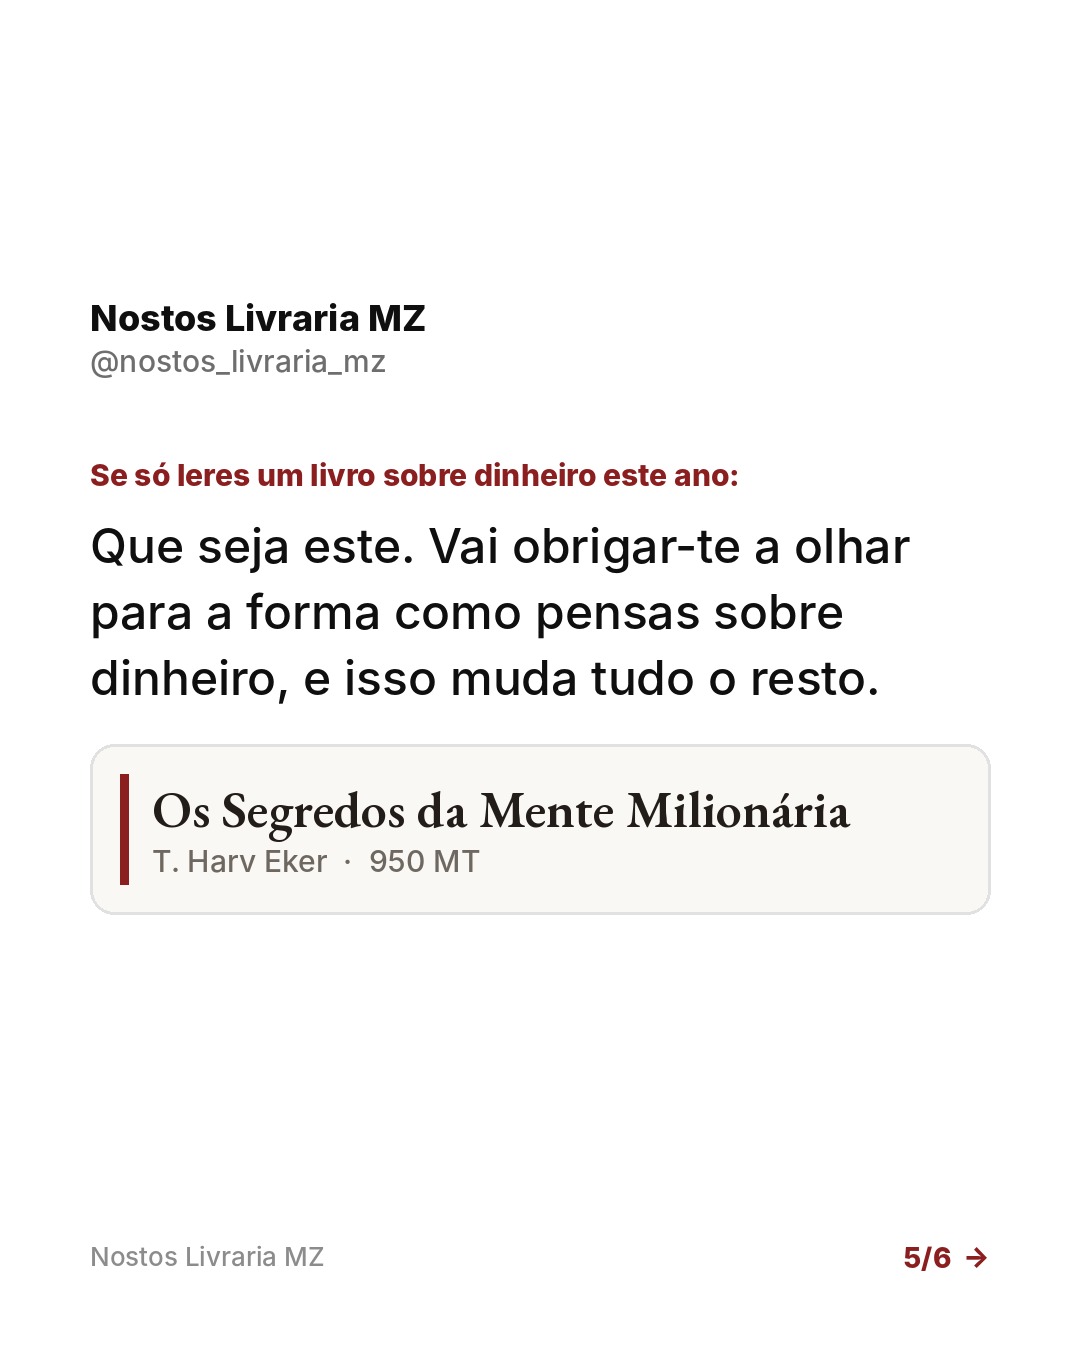 Nostos Livraria MZ
@nostos_livraria_mz
Se só leres um livro sobre dinheiro este ano:
Que seja este. Vai obrigar-te a olhar
para a forma como pensas sobre
dinheiro, e isso muda tudo o resto.
Os Segredos da Mente Milionária
T. Harv Eker · 950 MT
Nostos Livraria MZ
5/6 →